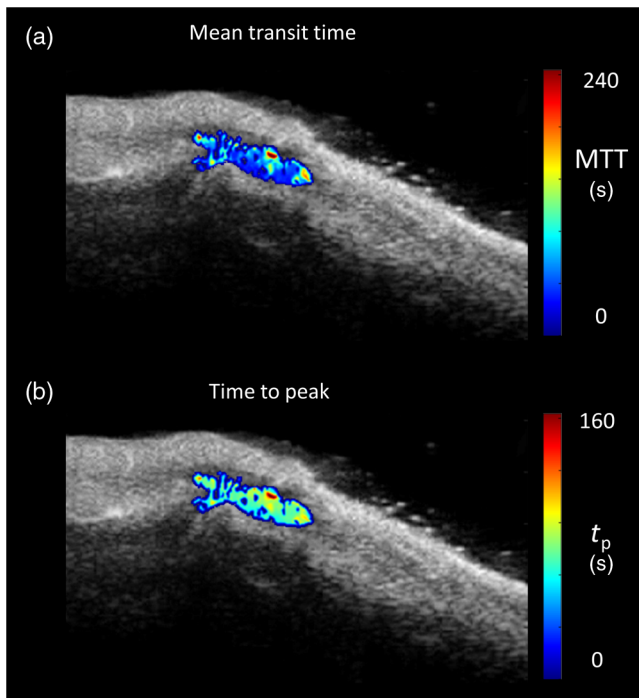 (a)
Mean transit time
240
MTT
(s)
0
(b)
Time to peak
160
tp
(s)
0